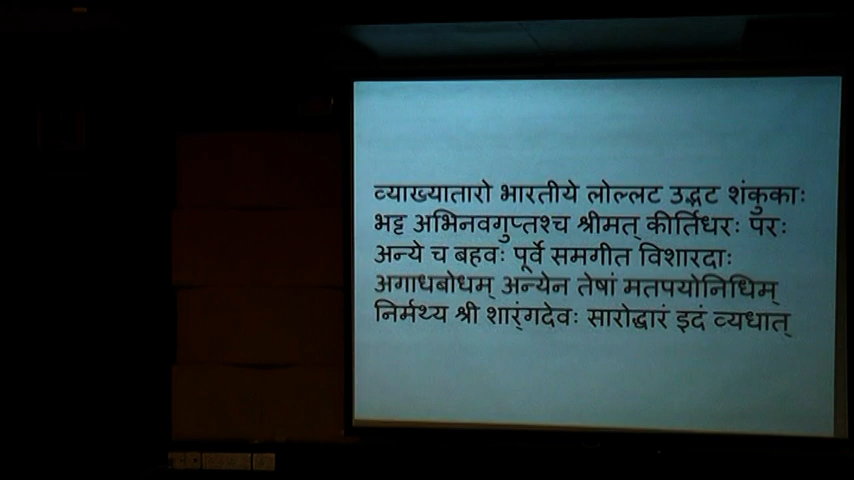 व्याख्यातारो भारतीये लोल्लट उद्भट शंकुकाः
भट्ट अभिनवगुप्तश्च श्रीमत् कीर्तिधरः परः
अन्ये च बहवः पूर्वे समगीत विशारदाः
अगाधबोधम् अन्येन तेषां मतपयोनिधिम्
निर्मथ्य श्री शार्ंगदेवः सारोद्धारं इदं व्यधात्